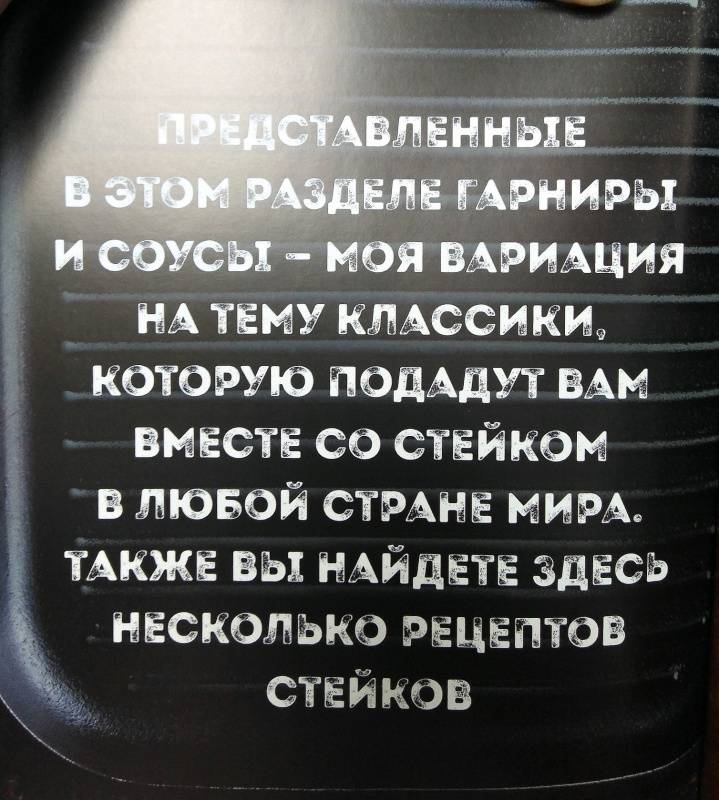 ПРЕДСТАВЛЕННЫЕ
В ЭТОМ РАЗДЕЛЕ ГАРНИРЫ
И СОУСЫ – МОЯ ВАРИАЦИЯ
НА ТЕМУ КЛАССИКИ,
КОТОРУЮ ПОДАДУТ ВАМ
ВМЕСТЕ СО СТЕЙКОМ
В ЛЮБОЙ СТРАНЕ МИРА.
ТАКЖЕ ВЫ НАЙДЕТЕ ЗДЕСЬ
НЕСКОЛЬКО РЕЦЕПТОВ
СТЕЙКОВ